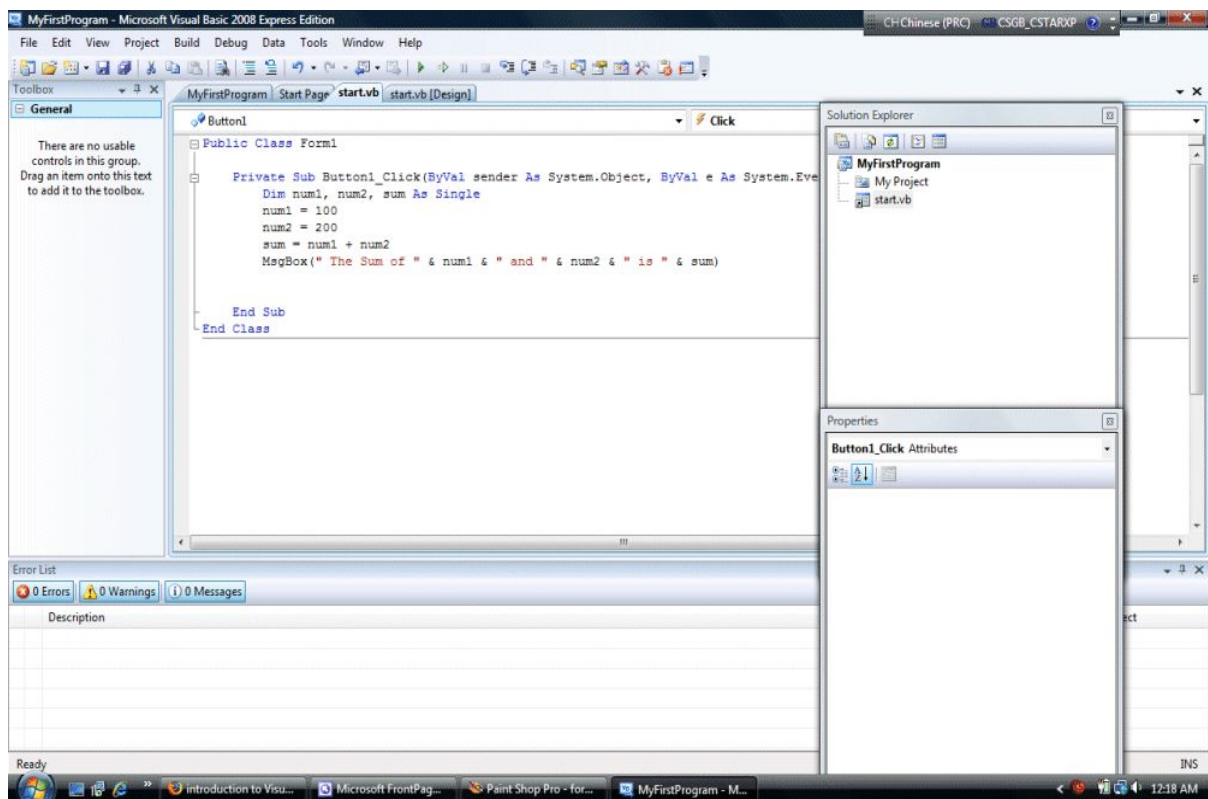 MyFirstProgram - Microsoft Visual Basic 2008 Express Edition
CH Chinese (PRC) CSGB_CSTARXP
File Edit View Project Build Debug Data Tools Window Help
Toolbox
General
There are no usable
controls in this group.
Drag an item onto this text
to add it to the toolbox.
MyFirstProgram Start Page start.vb start.vb [Design]
Button1 Click
Public Class Form1
Private Sub Button1_Click(ByVal sender As System.Object, ByVal e As System.Eve
Dim num1, num2, sum As Single
num1 = 100
num2 = 200
sum = num1 + num2
MsgBox(" The Sum of " & num1 & " and " & num2 & " is " & sum)
End Sub
End Class
Solution Explorer
MyFirstProgram
My Project
start.vb
Properties
Button1_Click Attributes
Error List
0 Errors 0 Warnings 0 Messages
Description ect
Ready INS
introduction to Visu... Microsoft FrontPag... Paint Shop Pro - for... MyFirstProgram - M... 12:18 AM